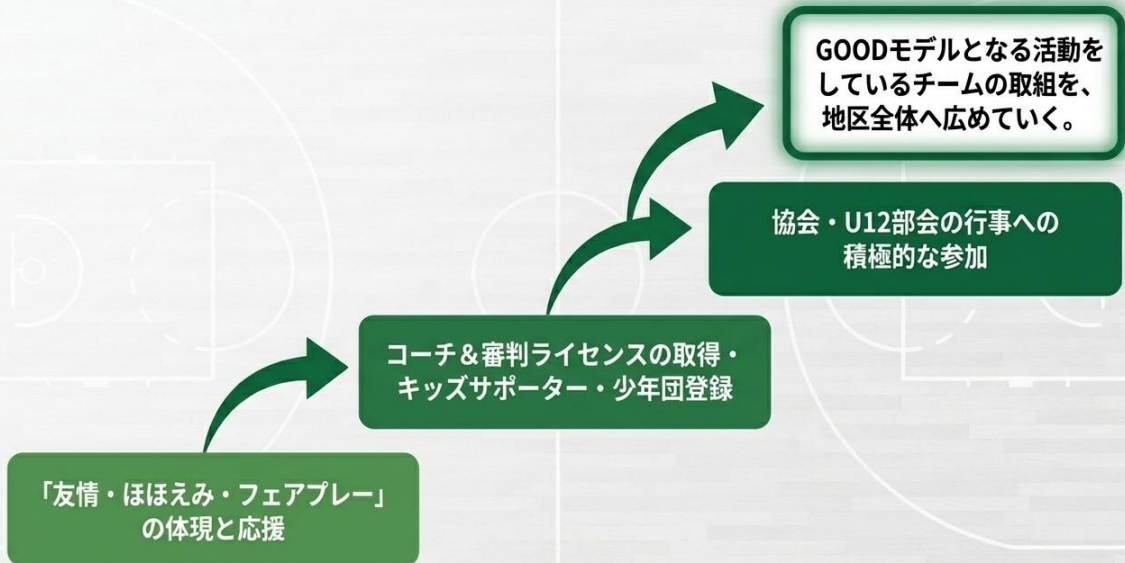 GOODモデルとなる活動を
しているチームの取組を、
地区全体へ広めていく。
協会・U12部会の行事への
積極的な参加
コーチ&審判ライセンスの取得・
キッズサポーター・少年団登録
「友情・ほほえみ・フェアプレー」
の体現と応援